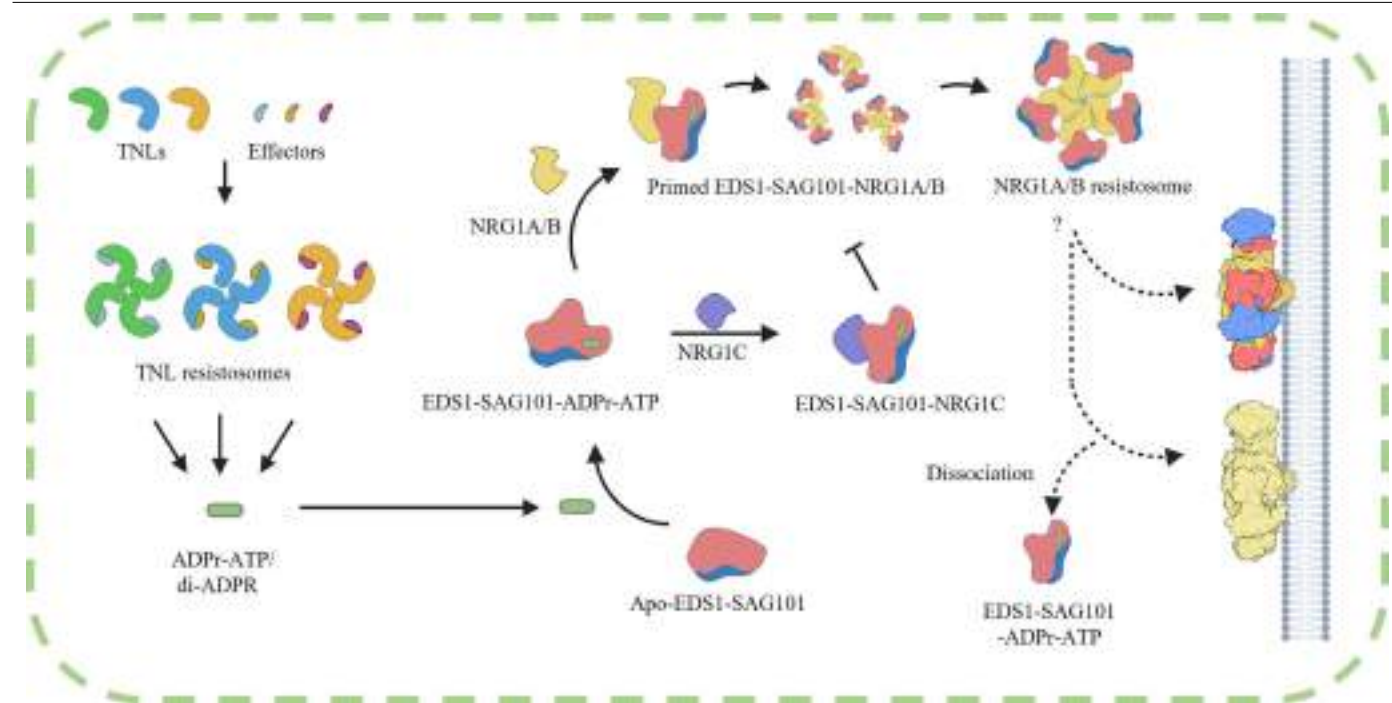 TNLs
Effectors
TNL resistosomes
ADPr-ATP/
di-ADPR
NRG1A/B
EDS1-SAG101-ADPr-ATP
Apo-EDS1-SAG101
NRG1C
Primed EDS1-SAG101-NRG1A/B
EDS1-SAG101-NRG1C
NRG1A/B resistosome
?
Dissociation
EDS1-SAG101
-ADPr-ATP